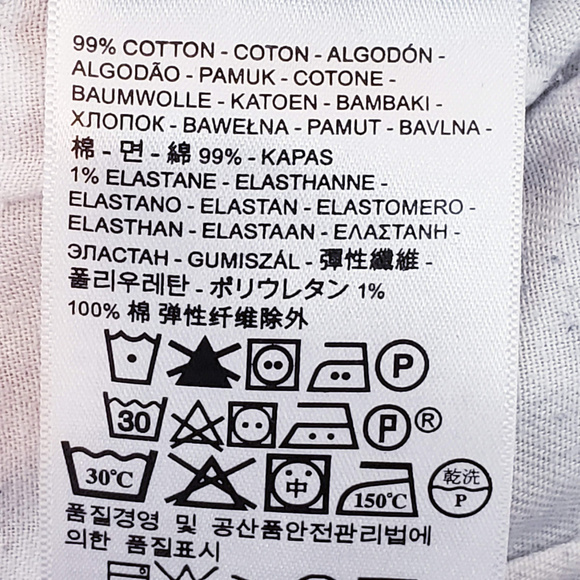 99% COTTON - COTON - ALGODÓN -
ALGODÃO - PAMUK - COTONE -
BAUMWOLLE - KATOEN - BAMBAKI -
ХЛОПОК - BAWEŁNA - PAMUT - BAVLNA -
棉 - 면 - 綿 99% - KAPAS
1% ELASTANE - ELASTHANNE -
ELASTANO - ELASTAN - ELASTOMERO -
ELASTHAN - ELASTAAN - ΕΛΑΣΤΑΝΗ -
ЭЛАСТАН - GUMISZÁL - 彈性纖維 -
폴리우레탄 - ポリウレタン 1%
100% 棉 弹性纤维除外
P
30 P ®
30°C 中 150°C 乾洗 P
품질경영 및 공산품안전관리법에
의한 품질표시